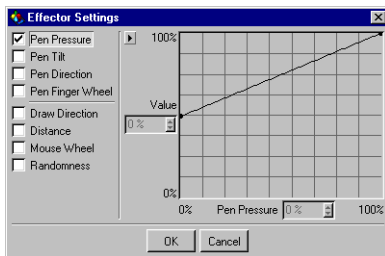 Effector Settings
Pen Pressure
Pen Tilt
Pen Direction
Pen Finger Wheel
Draw Direction
Distance
Mouse Wheel
Randomness
100%
Value
0 %
0%
0% Pen Pressure 0 % 100%
OK Cancel